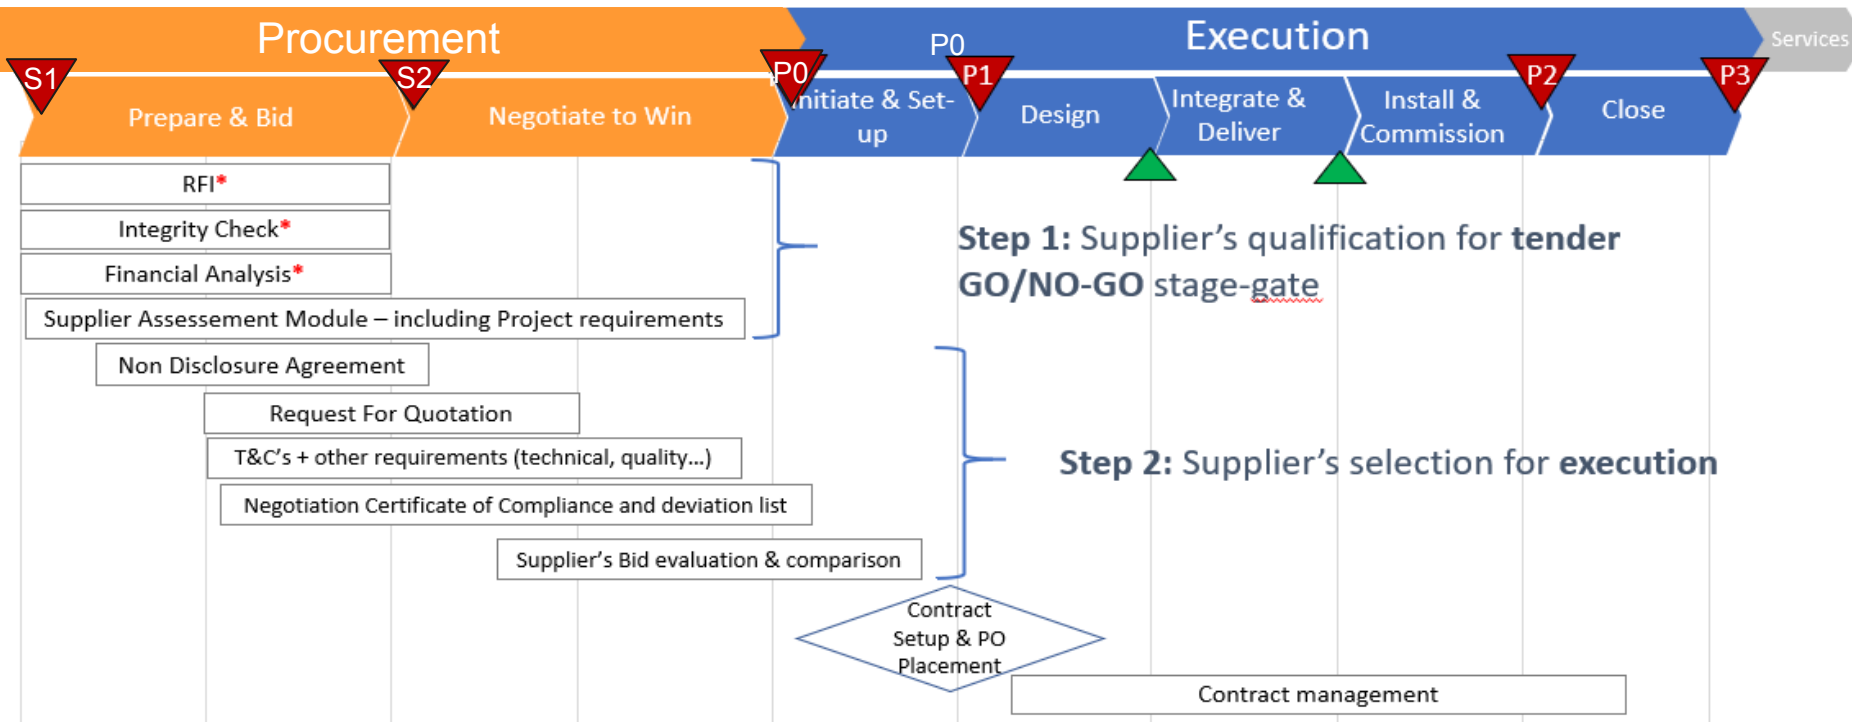 Procurement
P0
Execution
Services
S1
S2
P0
P1
P2
P3
Prepare & Bid
Negotiate to Win
Initiate & Set-
up
Design
Integrate &
Deliver
Install &
Commission
Close
RFI*
Integrity Check*
Financial Analysis*
Supplier Assessement Module – including Project requirements
Non Disclosure Agreement
Request For Quotation
T&C's + other requirements (technical, quality...)
Negotiation Certificate of Compliance and deviation list
Supplier's Bid evaluation & comparison
Step 1: Supplier's qualification for tender
GO/NO-GO stage-gate
Step 2: Supplier's selection for execution
Contract
Setup & PO
Placement
Contract management